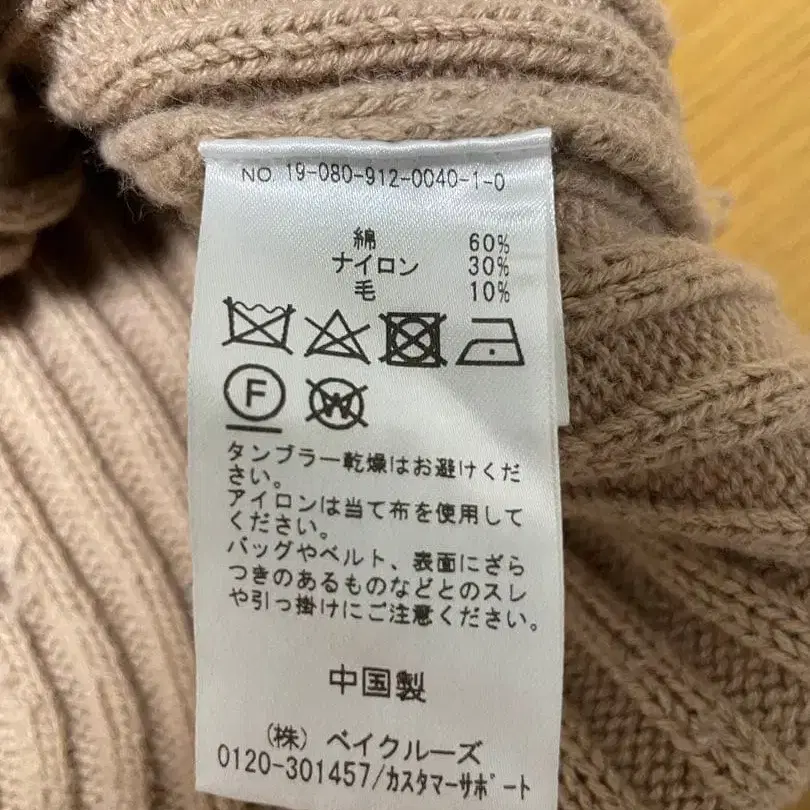 NO 19-080-912-0040-1-0
綿 60%
ナイロン 30%
毛 10%
F W
タンブラー乾燥はお避けくだ
さい。
アイロンは当て布を使用して
ください。
バッグやベルト、表面にざら
つきのあるものなどとのスレ
や引っ掛けにご注意ください。
中国製
(株) ベイクルーズ
0120-301457/カスタマーサポート